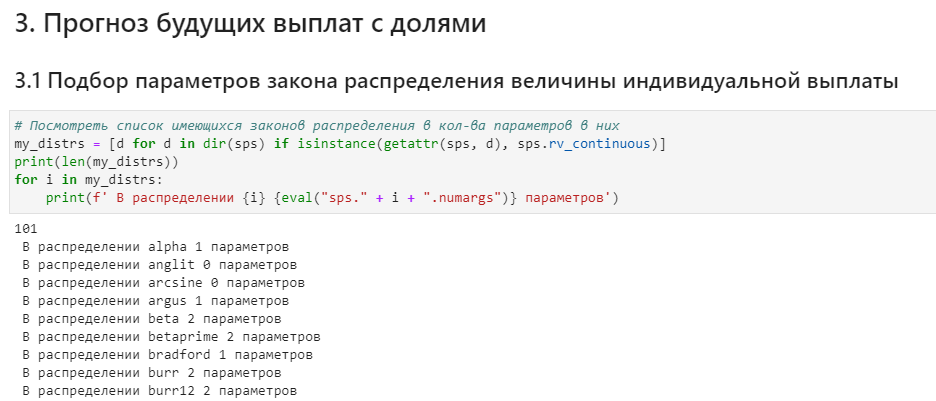 3. Прогноз будущих выплат с долями
3.1 Подбор параметров закона распределения величины индивидуальной выплаты
# Посмотреть список имеющихся законов распределения в кол-ва параметров в них
my_distrs = [d for d in dir(sps) if isinstance(getattr(sps, d), sps.rv_continuous)]
print(len(my_distrs))
for i in my_distrs:
    print(f' В распределении {i} {eval("sps." + i + ".numargs")} параметров')
101
 В распределении alpha 1 параметров
 В распределении anglit 0 параметров
 В распределении arcsine 0 параметров
 В распределении argus 1 параметров
 В распределении beta 2 параметров
 В распределении betaprime 2 параметров
 В распределении bradford 1 параметров
 В распределении burr 2 параметров
 В распределении burr12 2 параметров